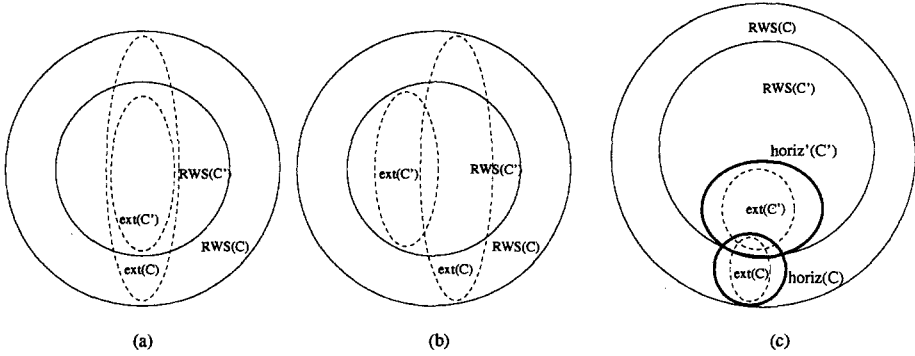 RWS(C')
ext(C')
RWS(C)
ext(C)
(a)
ext(C')
RWS(C')
RWS(C)
ext(C)
(b)
RWS(C)
RWS(C')
horiz'(C')
ext(C')
ext(C)
horiz(C)
(c)